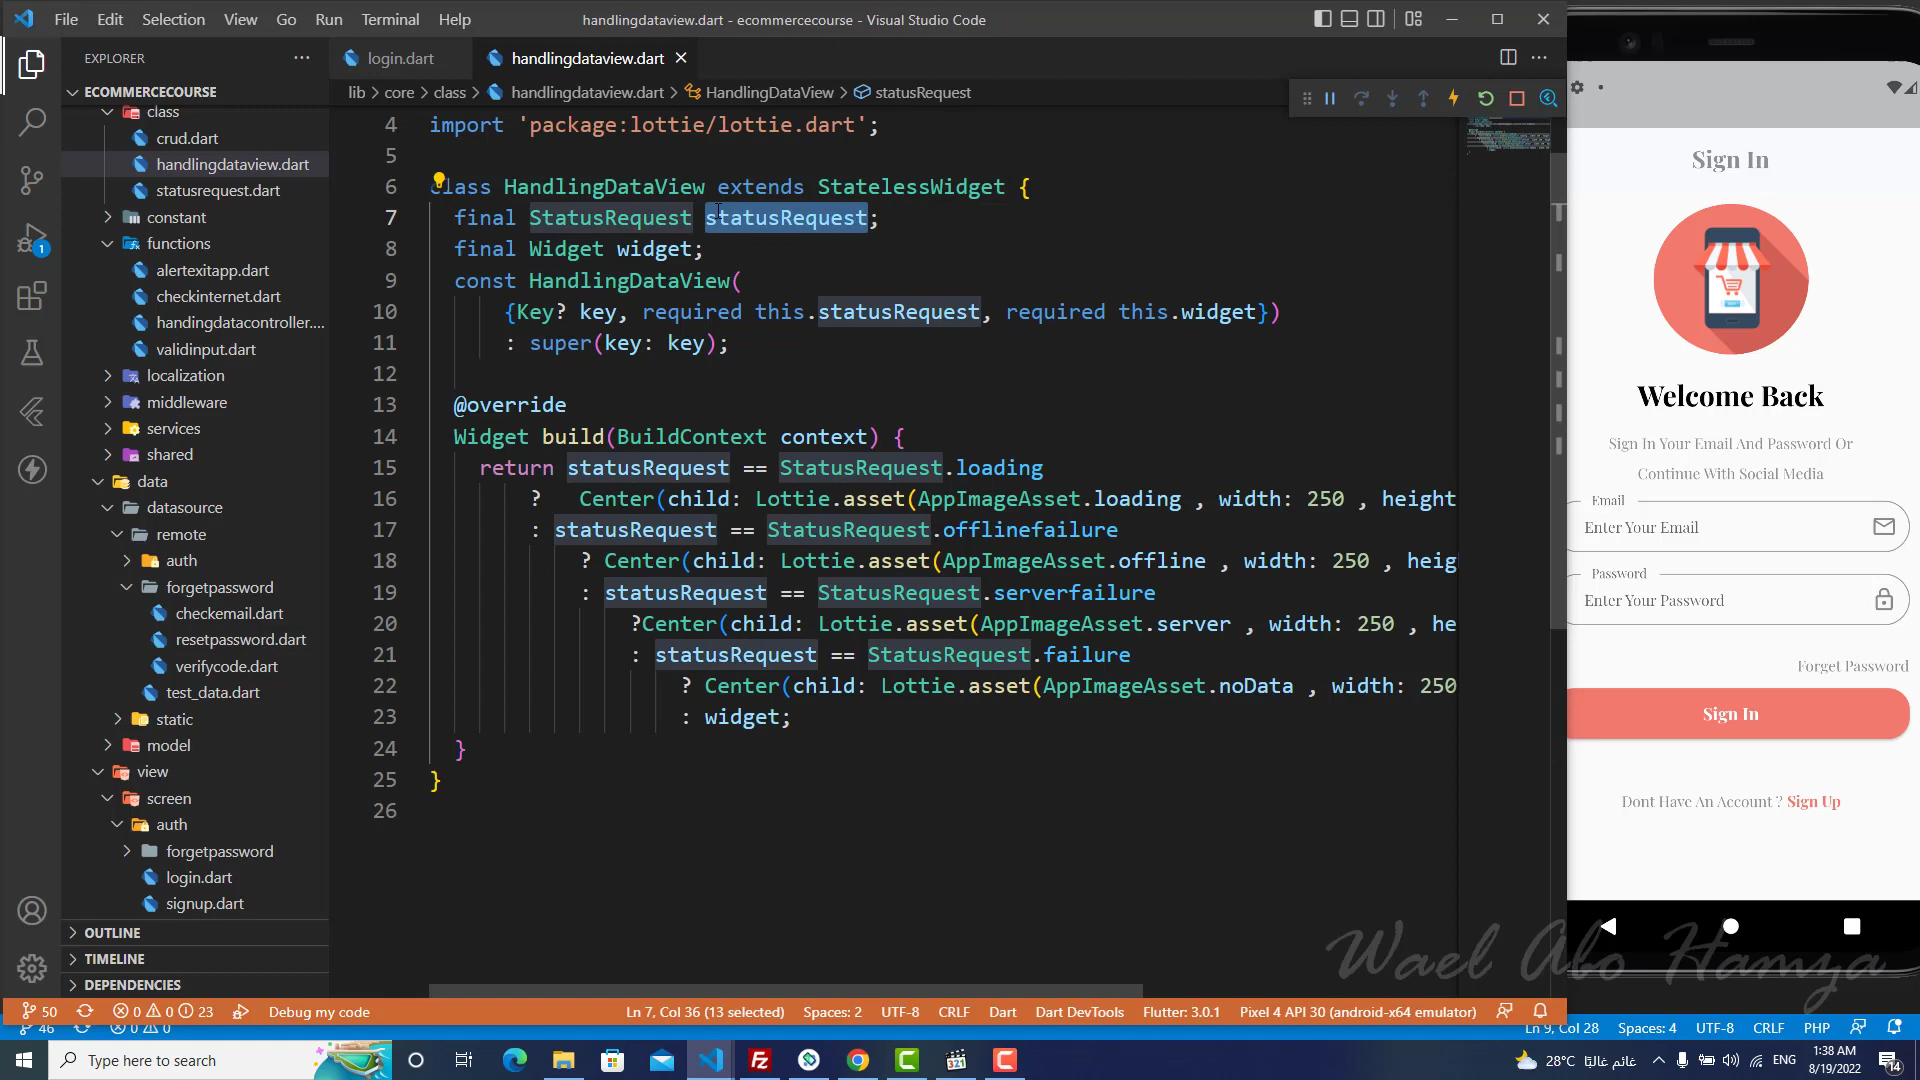 File Edit Selection View Go Run Terminal Help
handlingdataview.dart - ecommercecourse - Visual Studio Code
EXPLORER
ECOMMERCECOURSE
class
crud.dart
handlingdataview.dart
statusrequest.dart
constant
functions
alertexitapp.dart
checkinternet.dart
handingdatacontroller....
validinput.dart
localization
middleware
services
shared
data
datasource
remote
auth
forgetpassword
checkemail.dart
resetpassword.dart
verifycode.dart
test_data.dart
static
model
view
screen
auth
forgetpassword
login.dart
signup.dart
OUTLINE
TIMELINE
DEPENDENCIES
1
login.dart handlingdataview.dart
lib > core > class > handlingdataview.dart > HandlingDataView > statusRequest
4 import 'package:lottie/lottie.dart';
5
6 class HandlingDataView extends StatelessWidget {
7 final StatusRequest statusRequest;
8 final Widget widget;
9 const HandlingDataView(
10 {Key? key, required this.statusRequest, required this.widget})
11 : super(key: key);
12
13 @override
14 Widget build(BuildContext context) {
15 return statusRequest == StatusRequest.loading
16 ? Center(child: Lottie.asset(AppImageAsset.loading , width: 250 , height
17 : statusRequest == StatusRequest.offlinefailure
18 ? Center(child: Lottie.asset(AppImageAsset.offline , width: 250 , heig
19 : statusRequest == StatusRequest.serverfailure
20 ?Center(child: Lottie.asset(AppImageAsset.server , width: 250 , he
21 : statusRequest == StatusRequest.failure
22 ? Center(child: Lottie.asset(AppImageAsset.noData , width: 250
23 : widget;
24 }
25 }
26
Sign In
Welcome Back
Sign In Your Email And Password Or
Continue With Social Media
Email
Enter Your Email
Password
Enter Your Password
Forget Password
Sign In
Dont Have An Account ? Sign Up
Wael Abo Hamza
50 0 0 23 Debug my code Ln 7, Col 36 (13 selected) Spaces: 2 UTF-8 CRLF Dart Dart DevTools Flutter: 3.0.1 Pixel 4 API 30 (android-x64 emulator)
46 0 0 Ln 9, Col 28 Spaces: 4 UTF-8 CRLF PHP
Type here to search
321
28°C غائم غالبًا ENG
1:38 AM
8/19/2022
14